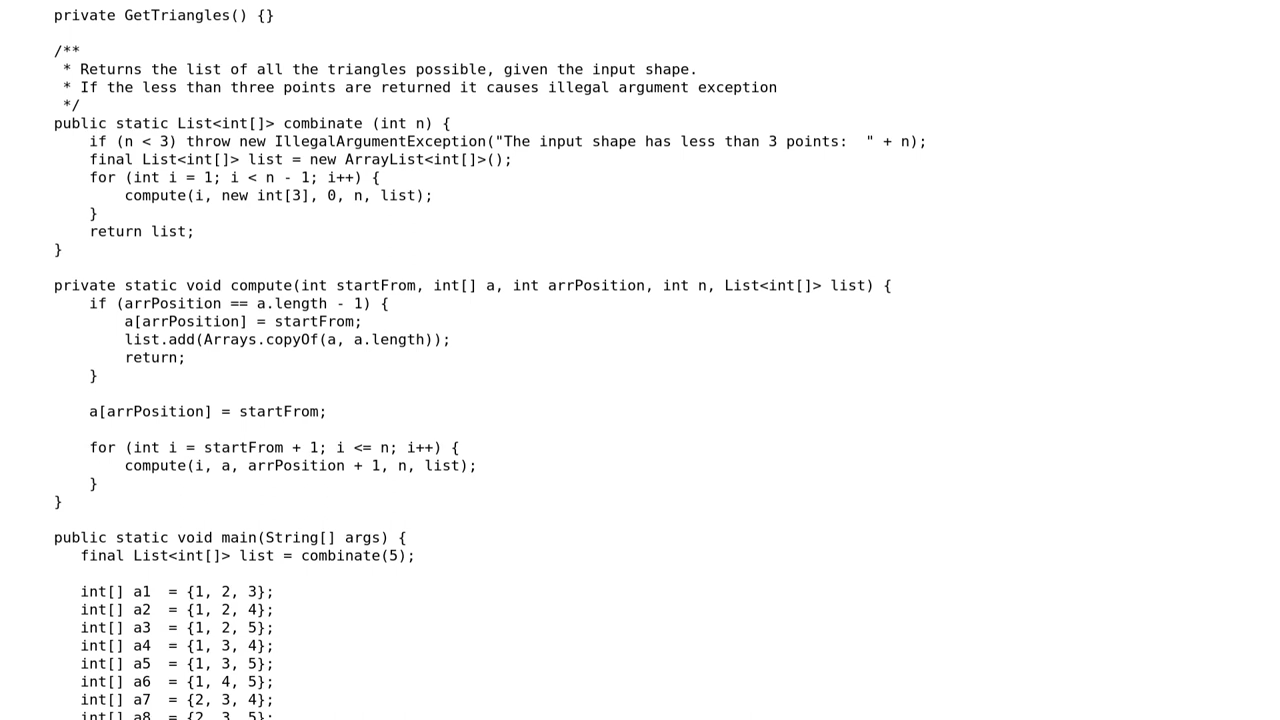 private GetTriangles() {}
/**
* Returns the list of all the triangles possible, given the input shape.
* If the less than three points are returned it causes illegal argument exception
*/
public static List<int[]> combinate (int n) {
if (n < 3) throw new IllegalArgumentException("The input shape has less than 3 points:  " + n);
final List<int[]> list = new ArrayList<int[]>();
for (int i = 1; i < n - 1; i++) {
compute(i, new int[3], 0, n, list);
}
return list;
}
private static void compute(int startFrom, int[] a, int arrPosition, int n, List<int[]> list) {
if (arrPosition == a.length - 1) {
a[arrPosition] = startFrom;
list.add(Arrays.copyOf(a, a.length));
return;
}
a[arrPosition] = startFrom;
for (int i = startFrom + 1; i <= n; i++) {
compute(i, a, arrPosition + 1, n, list);
}
}
public static void main(String[] args) {
final List<int[]> list = combinate(5);
int[] a1  = {1, 2, 3};
int[] a2  = {1, 2, 4};
int[] a3  = {1, 2, 5};
int[] a4  = {1, 3, 4};
int[] a5  = {1, 3, 5};
int[] a6  = {1, 4, 5};
int[] a7  = {2, 3, 4};
int[] a8  = {2, 3, 5};